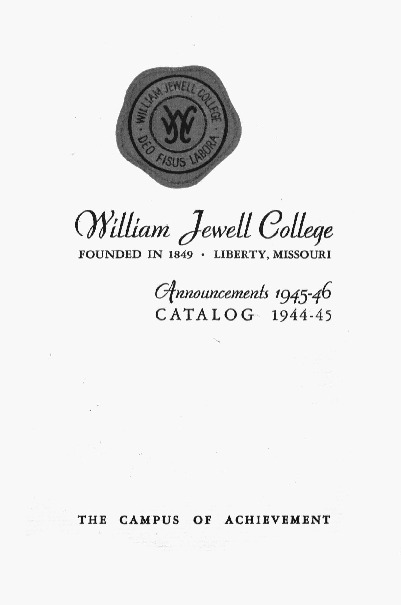 WILLIAM JEWELL COLLEGE
WJC
DEO FISUS LABORA
William Jewell College
FOUNDED IN 1849 · LIBERTY, MISSOURI
Announcements 1945-46
CATALOG 1944-45
THE CAMPUS OF ACHIEVEMENT